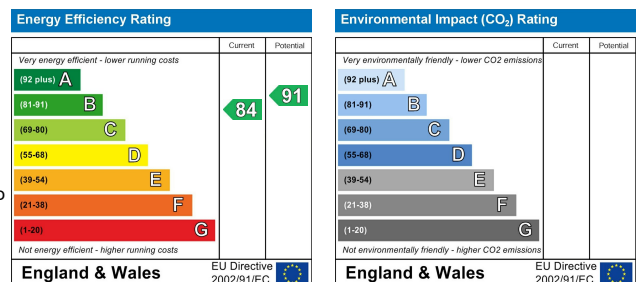 Energy Efficiency Rating
Current Potential
Very energy efficient - lower running costs
(92 plus) A
(81-91) B
(69-80) C
(55-68) D
(39-54) E
(21-38) F
(1-20) G
84
91
Not energy efficient - higher running costs
England & Wales
EU Directive
2002/91/EC
Environmental Impact (CO₂) Rating
Current Potential
Very environmentally friendly - lower CO2 emissions
(92 plus) A
(81-91) B
(69-80) C
(55-68) D
(39-54) E
(21-38) F
(1-20) G
Not environmentally friendly - higher CO2 emissions
England & Wales
EU Directive
2002/91/EC